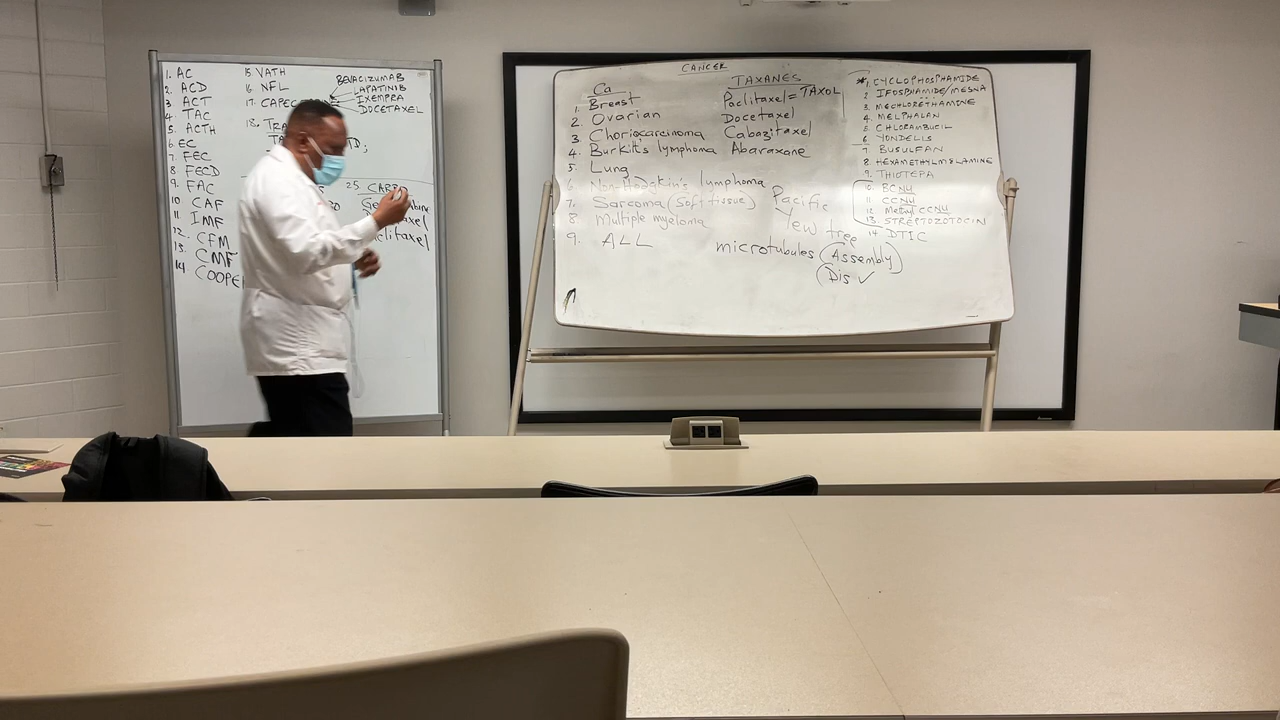 1. AC
2. ACD
3 ACT
4. TAC
5. ACTH
6. EC
7. FEC
8. FECD
9. FAC
10. CAF
11.
12. CFM
13. CMF
14
15. VATH
16. NFL
17. CAPEC
18.
BEVACIZUMAB
LAPATINIB
IXEMPRA
DOCETAXEL
25.
CANCER
Ca
1. Breast
2 Ovarian
3. Choriocarcinoma
4. Burkitt's lymphoma
5. Lung
6. Non-Hodgkin's lymphoma
7. Sarcoma (Soft tissue)
8. Multiple myeloma
9. ALL
TAXANES
Paclitaxel = TAXOL
Docetaxel
Cabazitaxel
Abaraxane
Pacific
Yew tree
microtubules (Assembly)
(Dis ✓
*1. CYCLOPHOSPHAMIDE
2. IFOSPHAMIDE/MESNA
3. MECHLORETHAMINE
4. MELPHALAN
5 CHLORAMBUCIL
6. YONDELLS
7. BUSULFAN
8. HEXAMETHYLMELAMINE
9. THIOTEPA
10. BCNU
11. CCNU
12 Methyl CCNU
13. STREPTOZOTOCIN
14 DTIC